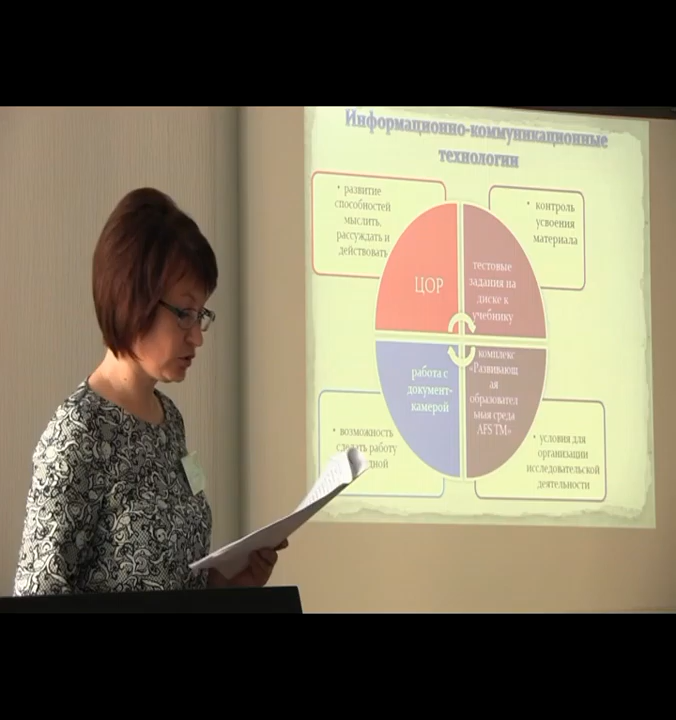 Информационно-коммуникационные
технологии
• развитие
способностей
мыслить,
рассуждать и
действовать
• контроль
усвоения
материала
ЦОР
тестовые
задания на
диске к
учебнику
работа с
документ-
камерой
комплекс
«Развивающ
ая
образовател
ьная среда
AFS TM»
• возможность
сделать работу
• условия для
организации
исследовательской
деятельности